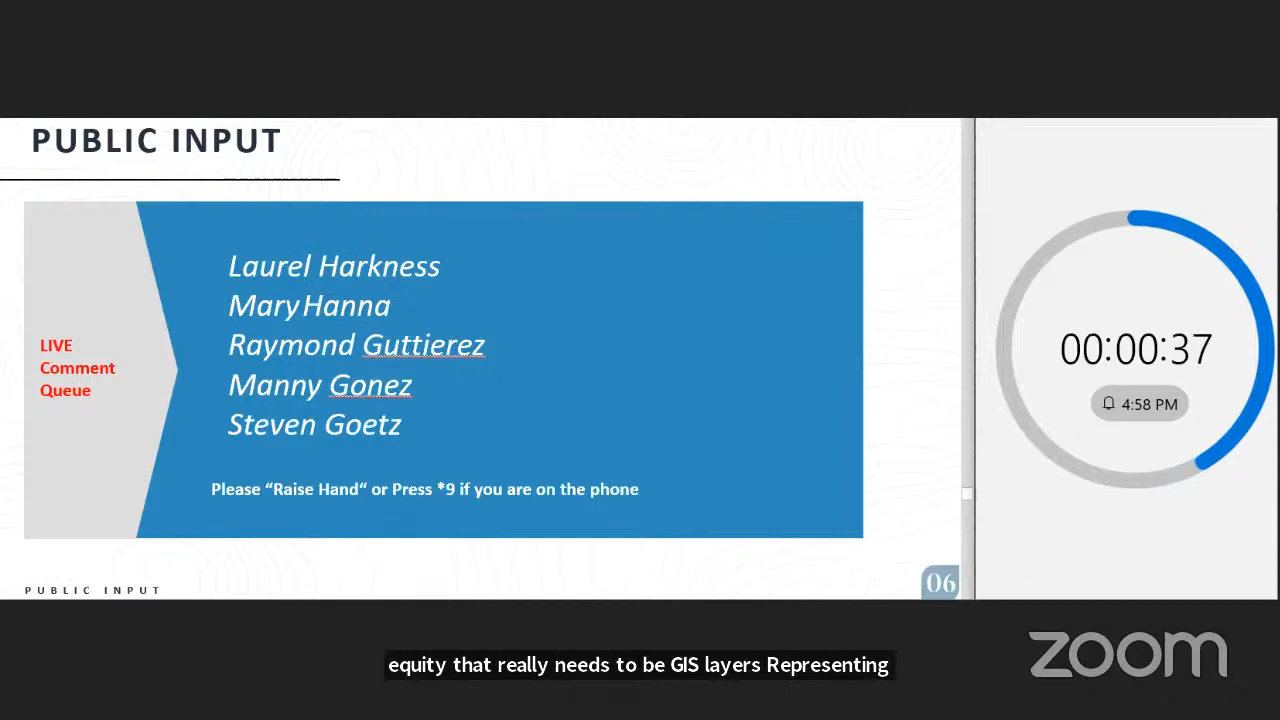 PUBLIC INPUT
LIVE
Comment
Queue
Laurel Harkness
Mary Hanna
Raymond Guttierez
Manny Gonez
Steven Goetz
Please “Raise Hand“ or Press *9 if you are on the phone
PUBLIC INPUT
06
00:00:37
4:58 PM
equity that really needs to be GIS layers Representing
zoom